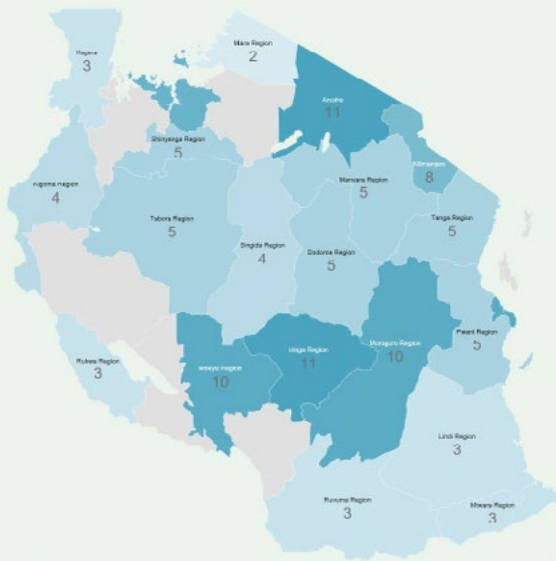 Mara Region
2
Kagera
3
Arusha
11
Shinyanga Region
5
Kilimanjaro
8
Manyara Region
5
Kigoma Region
4
Tabora Region
5
Tanga Region
5
Singida Region
4
Dodoma Region
5
Pwani Region
5
Iringa Region
11
Morogoro Region
10
Rukwa Region
3
Mbeya Region
10
Lindi Region
3
Ruvuma Region
3
Mtwara Region
3